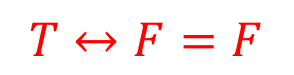 T ↔ F = F